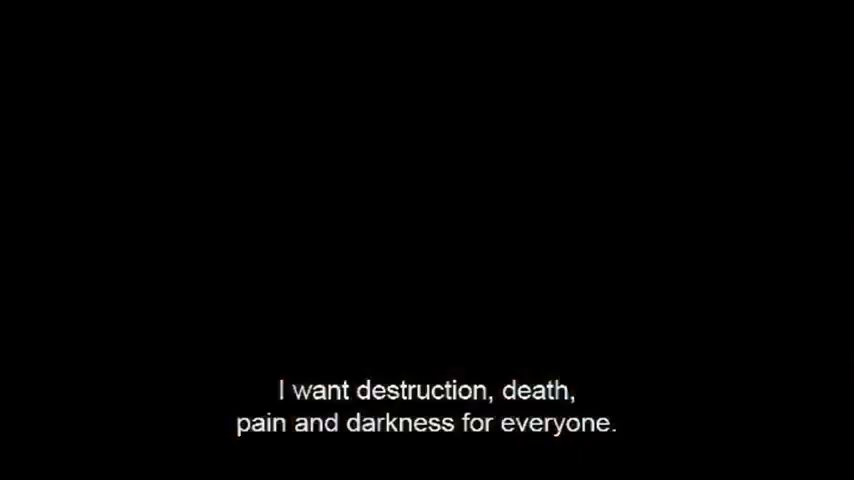 I want destruction, death,
pain and darkness for everyone.